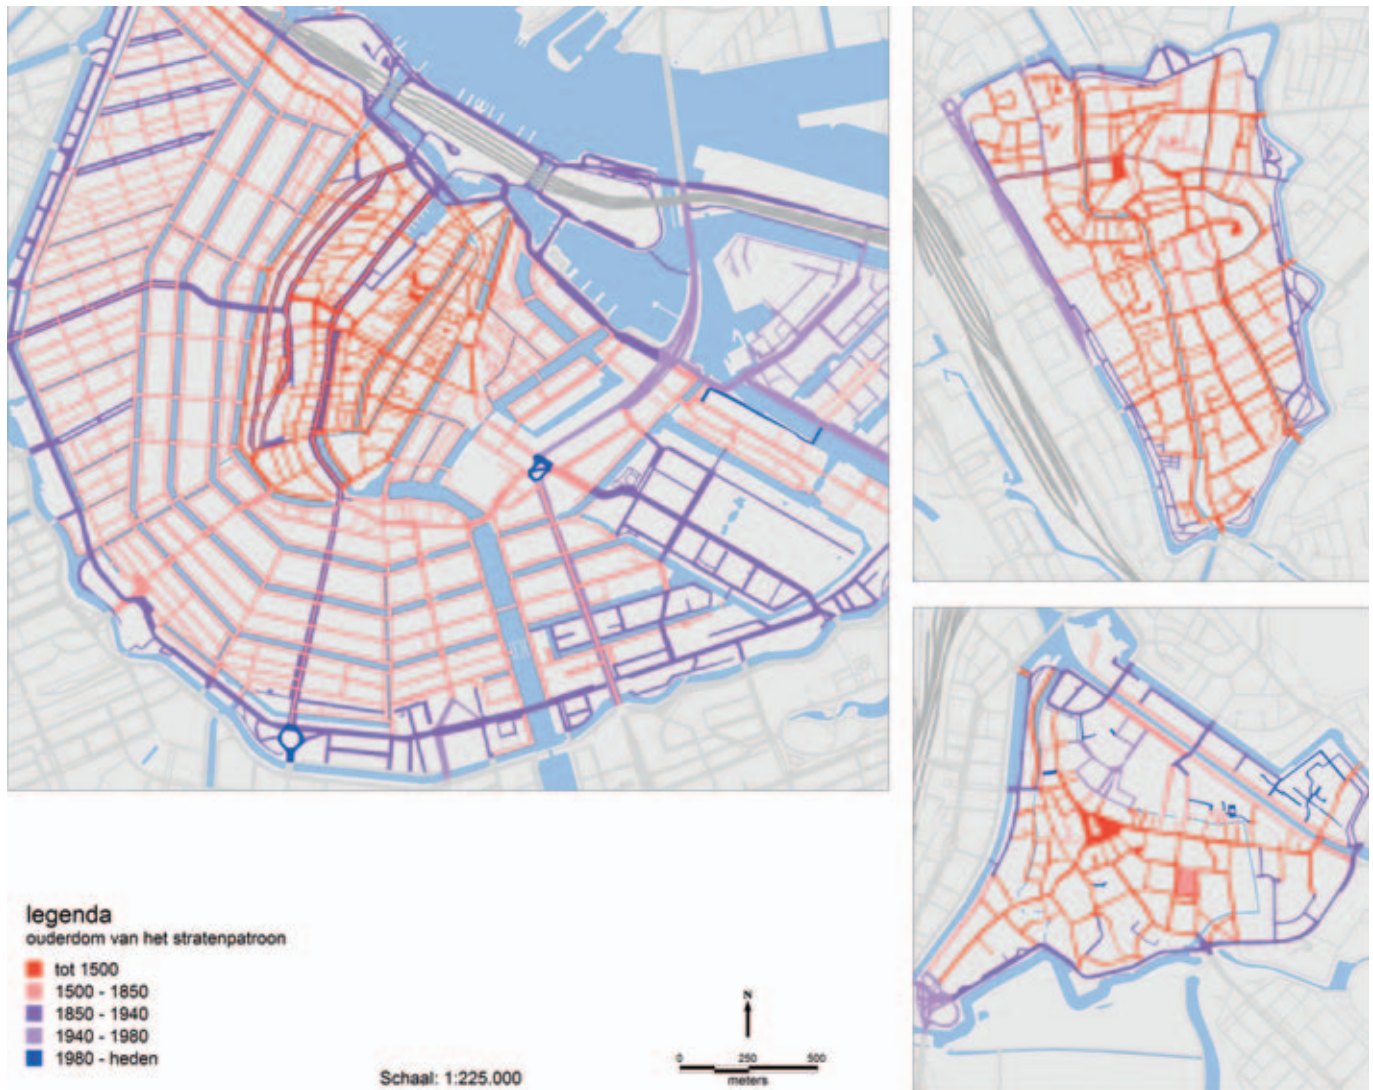 legenda
ouderdom van het stratenpatroon
tot 1500
1500 - 1850
1850 - 1940
1940 - 1980
1980 - heden
Schaal: 1:225.000
N
0 250 500
meters